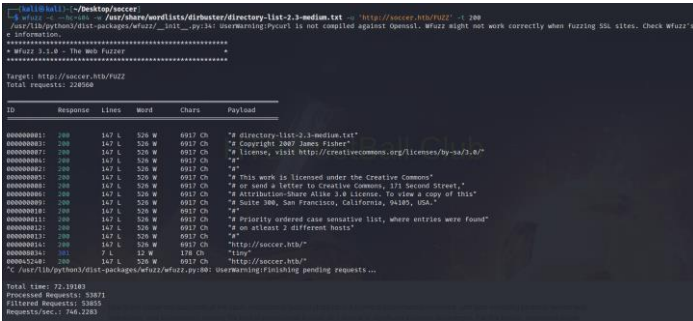 (kali㉿kali)-[~/Desktop/soccer]
$ wfuzz -c --hc=404 -w /usr/share/wordlists/dirbuster/directory-list-2.3-medium.txt -u 'http://soccer.htb/FUZZ' -t 200
/usr/lib/python3/dist-packages/wfuzz/__init__.py:34: UserWarning:Pycurl is not compiled against Openssl. Wfuzz might not work correctly when fuzzing SSL sites. Check Wfuzz's
e information.
********************************************************
* Wfuzz 3.1.0 - The Web Fuzzer *
********************************************************
Target: http://soccer.htb/FUZZ
Total requests: 220560
=====================================================================
ID Response Lines Word Chars Payload
=====================================================================
000000001: 200 147 L 526 W 6917 Ch "# directory-list-2.3-medium.txt"
000000003: 200 147 L 526 W 6917 Ch "# Copyright 2007 James Fisher"
000000007: 200 147 L 526 W 6917 Ch "# license, visit http://creativecommons.org/licenses/by-sa/3.0/"
000000004: 200 147 L 526 W 6917 Ch "#"
000000002: 200 147 L 526 W 6917 Ch "#"
000000005: 200 147 L 526 W 6917 Ch "# This work is licensed under the Creative Commons"
000000008: 200 147 L 526 W 6917 Ch "# or send a letter to Creative Commons, 171 Second Street,"
000000006: 200 147 L 526 W 6917 Ch "# Attribution-Share Alike 3.0 License. To view a copy of this"
000000009: 200 147 L 526 W 6917 Ch "# Suite 300, San Francisco, California, 94105, USA."
000000010: 200 147 L 526 W 6917 Ch "#"
000000011: 200 147 L 526 W 6917 Ch "# Priority ordered case sensative list, where entries were found"
000000012: 200 147 L 526 W 6917 Ch "# on atleast 2 different hosts"
000000013: 200 147 L 526 W 6917 Ch "#"
000000014: 200 147 L 526 W 6917 Ch "http://soccer.htb/"
000008034: 301 7 L 12 W 178 Ch "tiny"
000045240: 200 147 L 526 W 6917 Ch "http://soccer.htb/"
^C /usr/lib/python3/dist-packages/wfuzz/wfuzz.py:80: UserWarning:Finishing pending requests...
Total time: 72.19103
Processed Requests: 53871
Filtered Requests: 53855
Requests/sec.: 746.2283